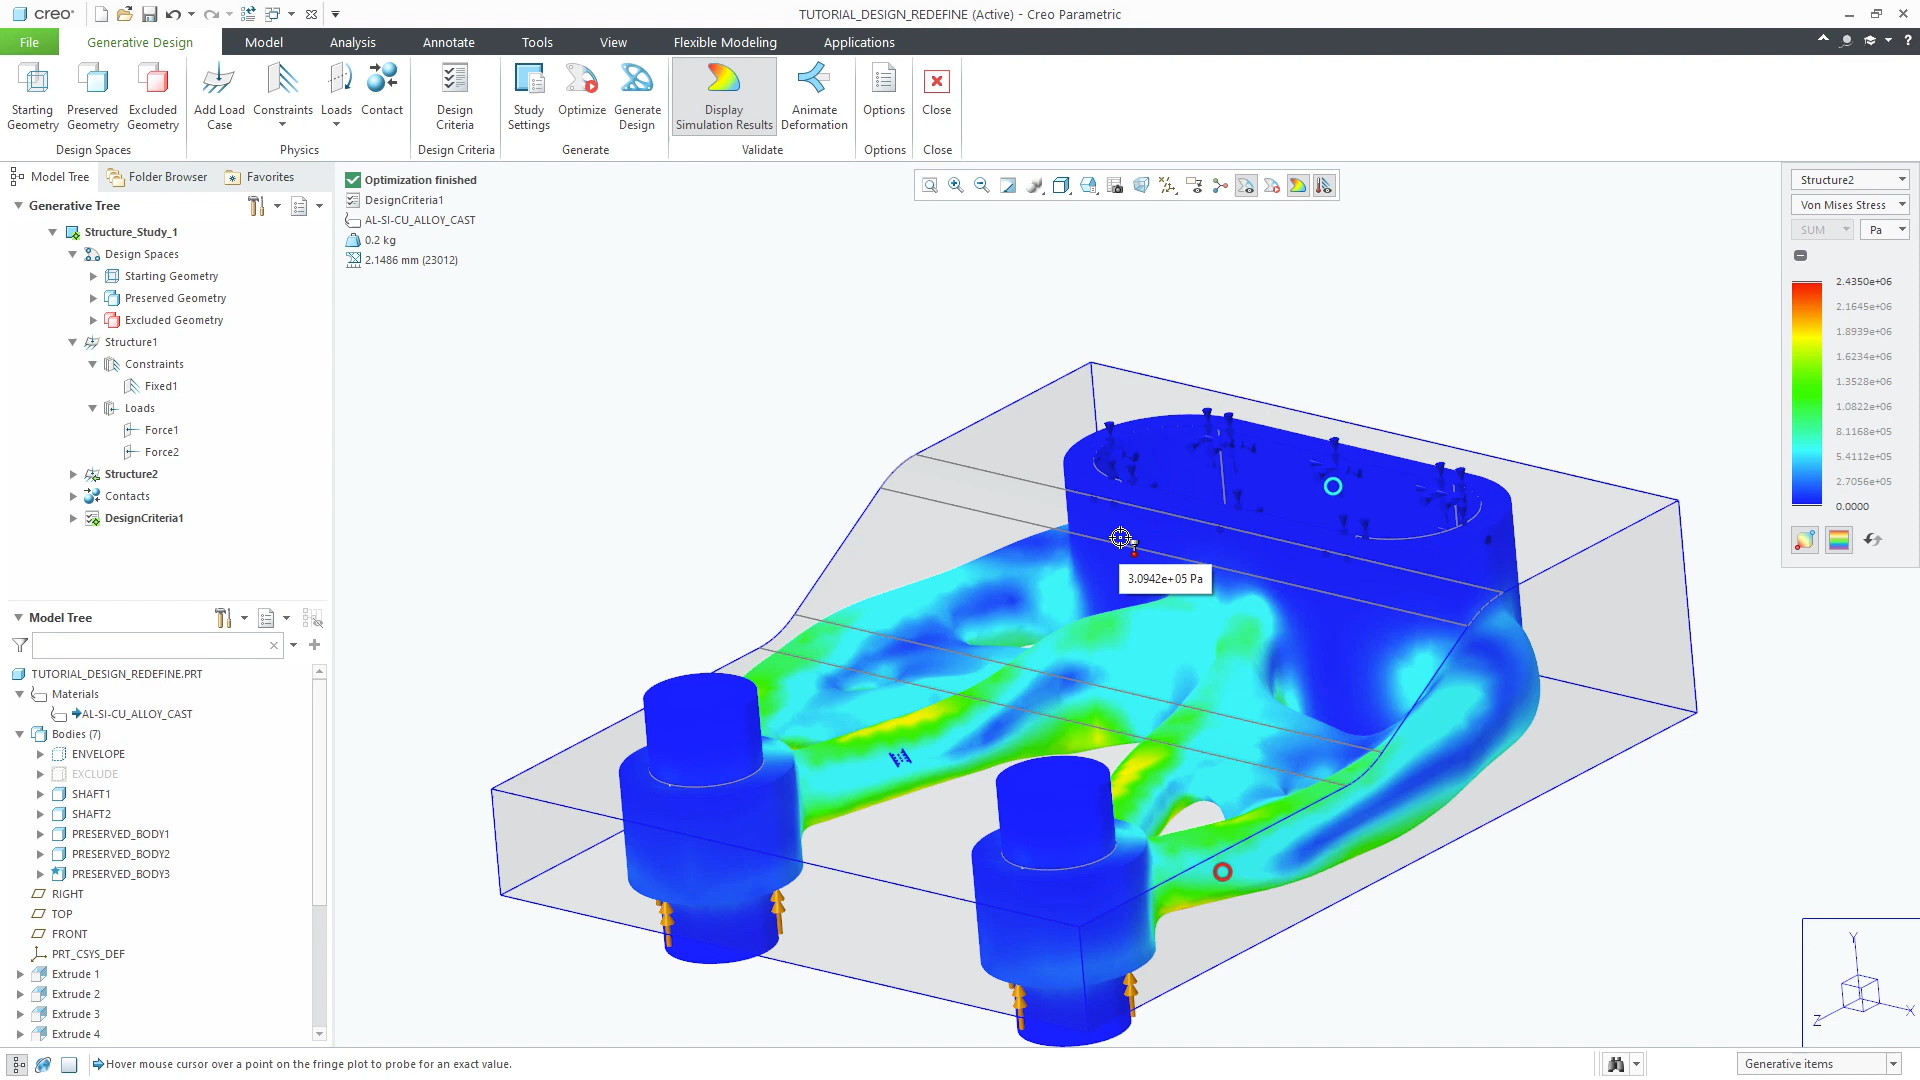 creo
TUTORIAL_DESIGN_REDEFINE (Active) - Creo Parametric
File
Generative Design
Model
Analysis
Annotate
Tools
View
Flexible Modeling
Applications
Starting Geometry
Preserved Geometry
Excluded Geometry
Add Load Case
Constraints
Loads
Contact
Design Criteria
Study Settings
Optimize
Generate Design
Display Simulation Results
Animate Deformation
Options
Close
Design Spaces
Physics
Design Criteria
Generate
Validate
Options
Close
Model Tree
Folder Browser
Favorites
Generative Tree
Structure_Study_1
Design Spaces
Starting Geometry
Preserved Geometry
Excluded Geometry
Structure1
Constraints
Fixed1
Loads
Force1
Force2
Structure2
Contacts
DesignCriteria1
Model Tree
TUTORIAL_DESIGN_REDEFINE.PRT
Materials
AL-SI-CU_ALLOY_CAST
Bodies (7)
ENVELOPE
EXCLUDE
SHAFT1
SHAFT2
PRESERVED_BODY1
PRESERVED_BODY2
PRESERVED_BODY3
RIGHT
TOP
FRONT
PRT_CSYS_DEF
Extrude 1
Extrude 2
Extrude 3
Extrude 4
Optimization finished
DesignCriteria1
AL-SI-CU_ALLOY_CAST
0.2 kg
2.1486 mm (23012)
3.0942e+05 Pa
Structure2
Von Mises Stress
SUM
Pa
2.4350e+06
2.1645e+06
1.8939e+06
1.6234e+06
1.3528e+06
1.0822e+06
8.1168e+05
5.4112e+05
2.7056e+05
0.0000
Y
X
Z
Hover mouse cursor over a point on the fringe plot to probe for an exact value.
Generative items